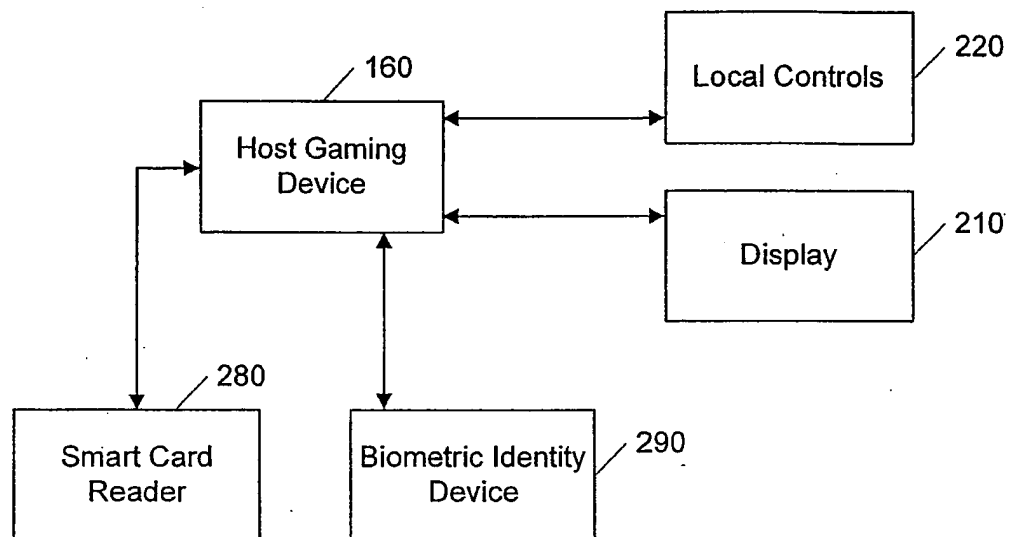 220
Local Controls
160
Host Gaming
Device
210
Display
280
Smart Card
Reader
290
Biometric Identity
Device